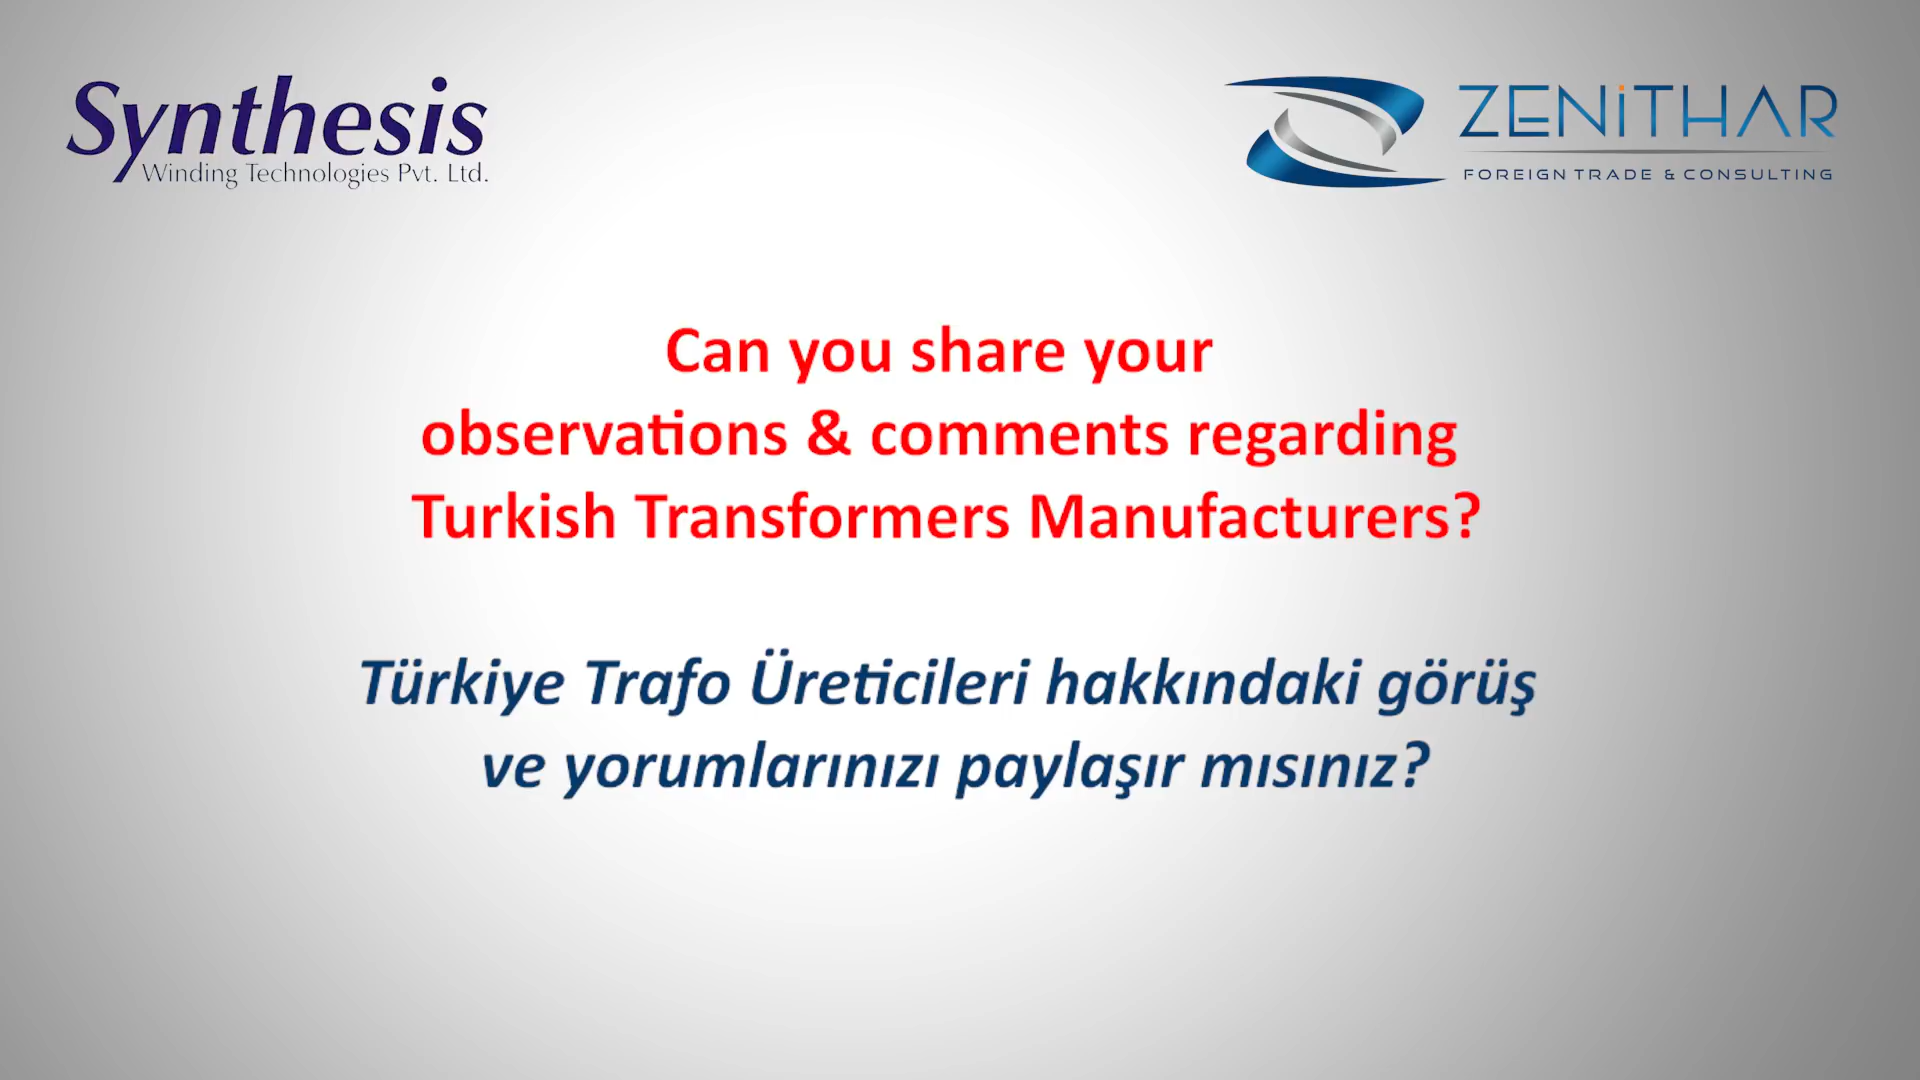 Synthesis
Winding Technologies Pvt. Ltd.
ZENiTHAR
FOREIGN TRADE & CONSULTING
Can you share your
observations & comments regarding
Turkish Transformers Manufacturers?
Türkiye Trafo Üreticileri hakkındaki görüş
ve yorumlarınızı paylaşır mısınız?